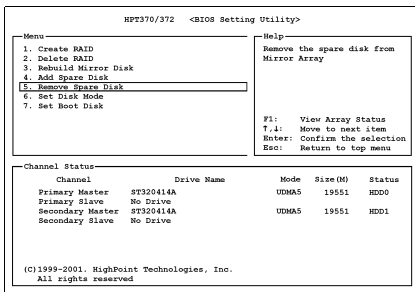 HPT370/372 <BIOS Setting Utility>
Menu
1. Create RAID
2. Delete RAID
3. Rebuild Mirror Disk
4. Add Spare Disk
5. Remove Spare Disk
6. Set Disk Mode
7. Set Boot Disk
Help
Remove the spare disk from
Mirror Array
F1: View Array Status
↑,↓: Move to next item
Enter: Confirm the selection
Esc: Return to top menu
Channel Status
Channel Drive Name Mode Size(M) Status
Primary Master ST320414A UDMA5 19551 HDD0
Primary Slave No Drive
Secondary Master ST320414A UDMA5 19551 HDD1
Secondary Slave No Drive
(C)1999-2001. HighPoint Technologies, Inc.
All rights reserved